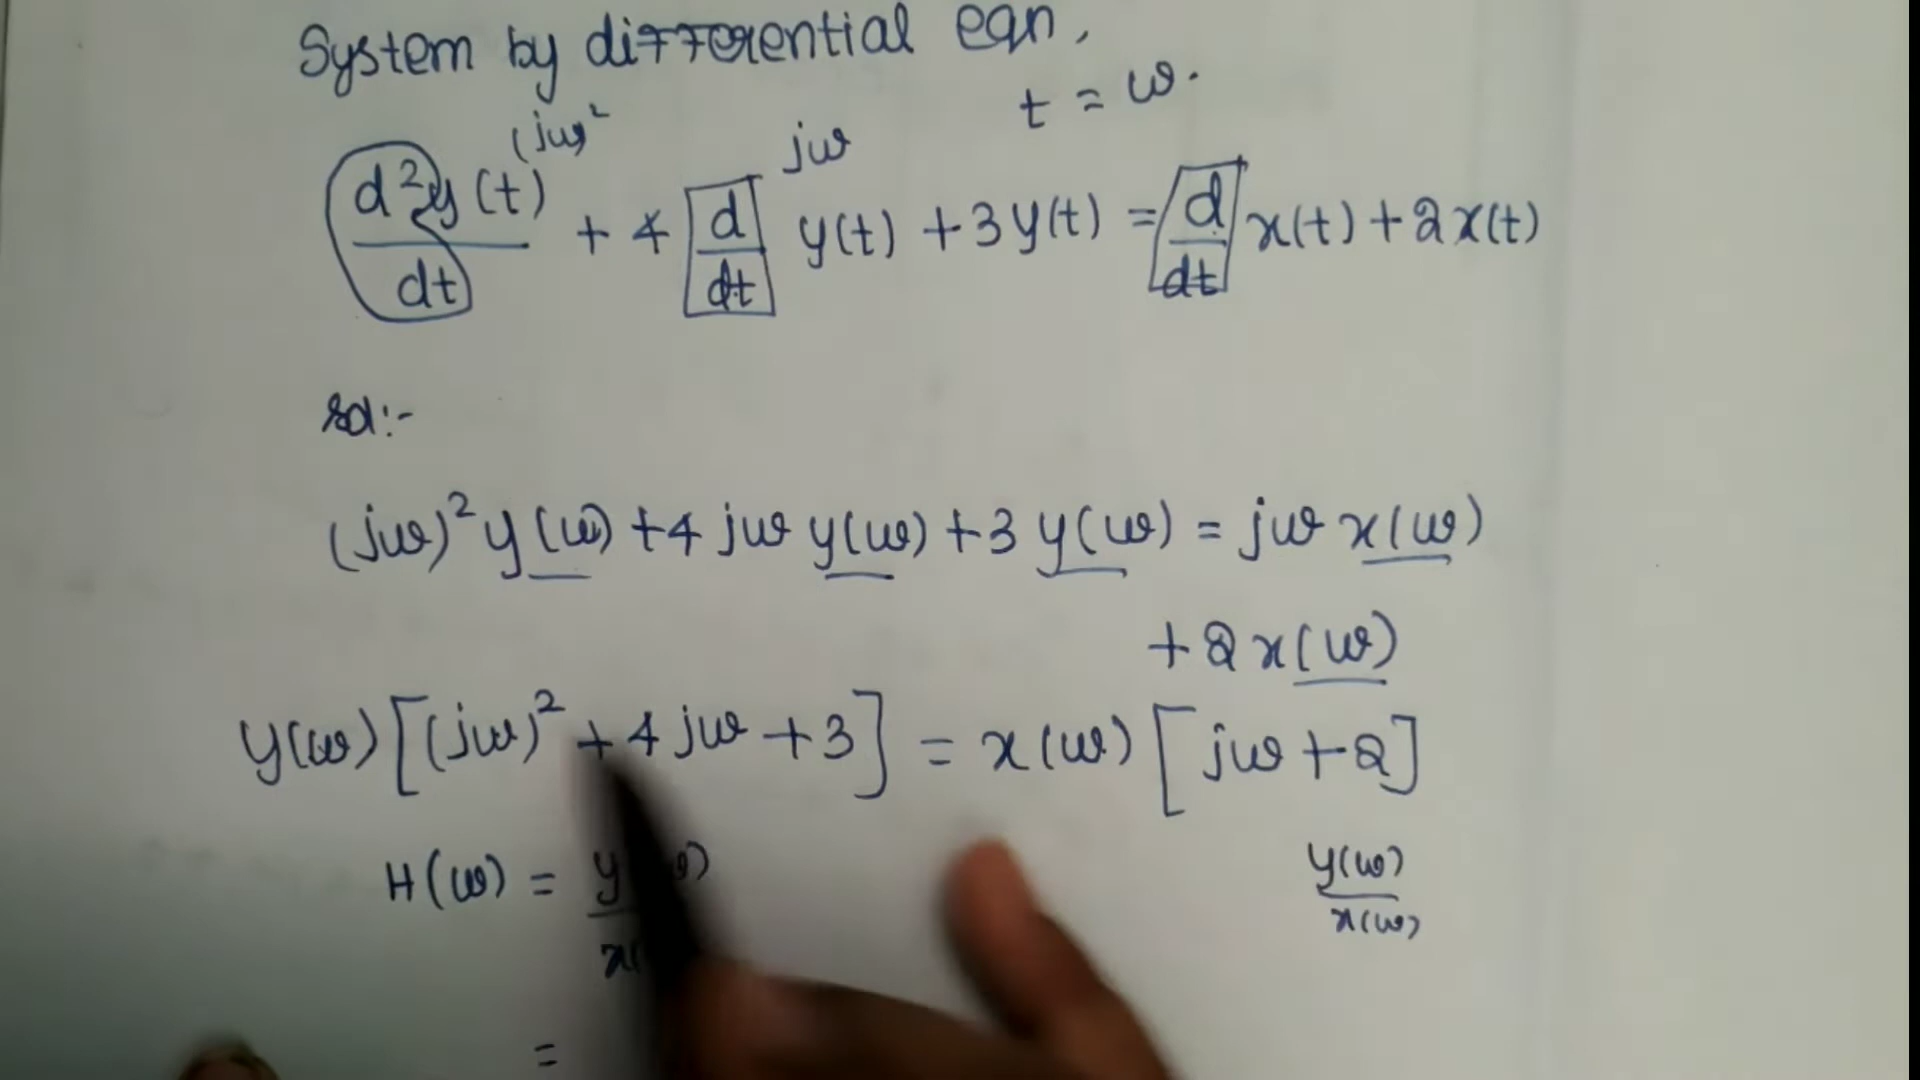 System by differential eqn,
t = ω.
(jω)² jω
d²y(t)/dt + 4 d/dt y(t) + 3y(t) = d/dt x(t) + 2x(t)
sol:-
(jω)² y(ω) + 4 jω y(ω) + 3 y(ω) = jω x(ω)
+ 2 x(ω)
y(ω) [(jω)² + 4 jω + 3] = x(ω) [jω + 2]
H(ω) =
y(ω)/x(ω)
=